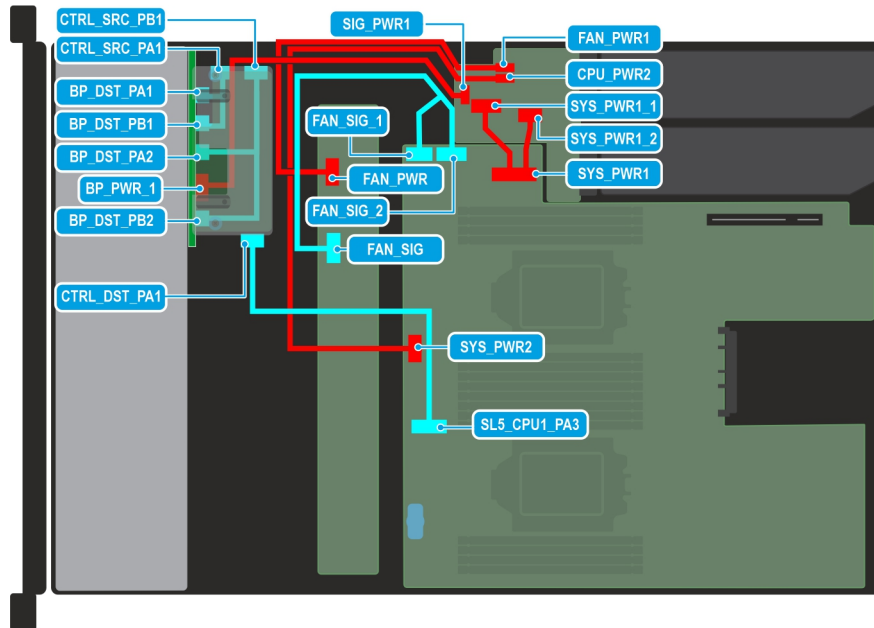 CTRL_SRC_PB1
SIG_PWR1
FAN_PWR1
CTRL_SRC_PA1
CPU_PWR2
BP_DST_PA1
SYS_PWR1_1
BP_DST_PB1
FAN_SIG_1
SYS_PWR1_2
BP_DST_PA2
SYS_PWR1
FAN_PWR
BP_PWR_1
FAN_SIG_2
BP_DST_PB2
FAN_SIG
CTRL_DST_PA1
SYS_PWR2
SL5_CPU1_PA3